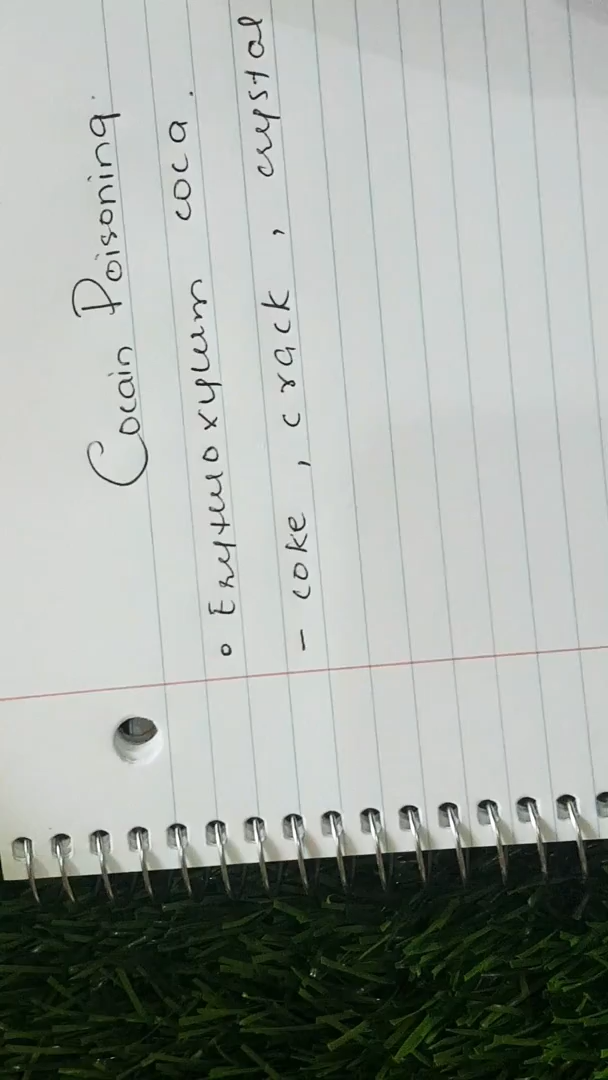 Cocain Poisoning.
• Erythroxylum coca.
- coke, crack, crystal